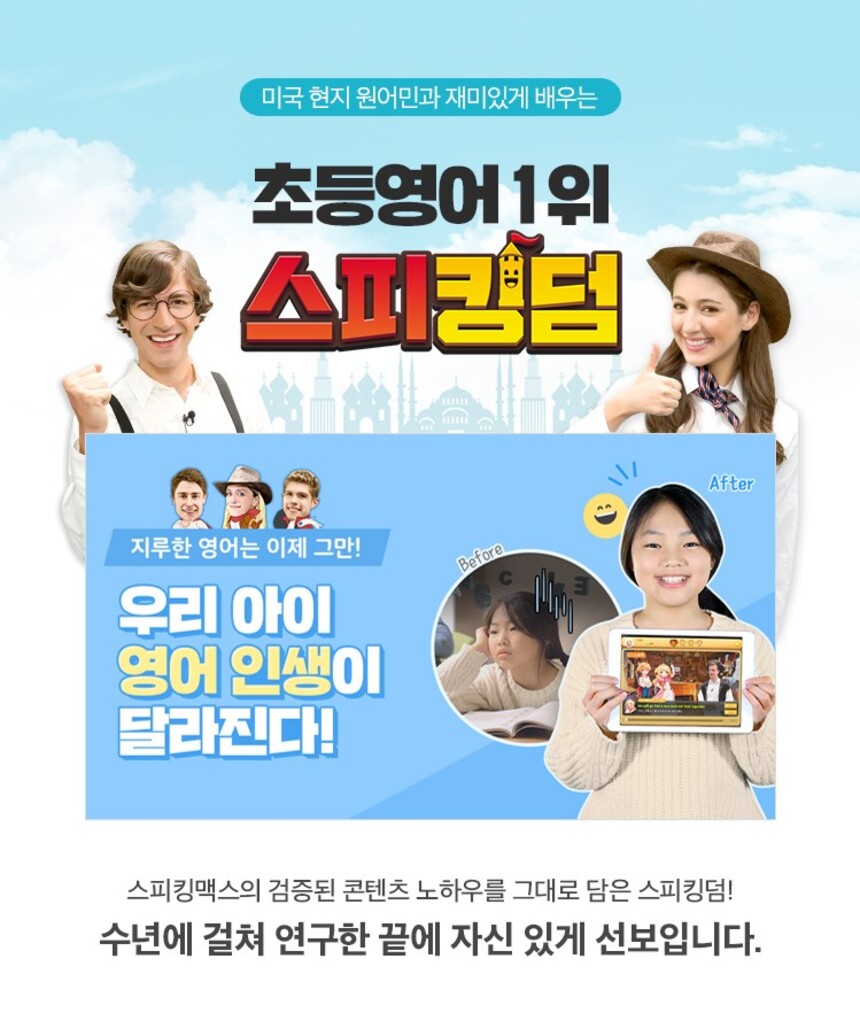 미국 현지 원어민과 재미있게 배우는
초등영어 1위
스피킹덤
지루한 영어는 이제 그만!
우리 아이
영어 인생이
달라진다!
Before
After
스피킹맥스의 검증된 콘텐츠 노하우를 그대로 담은 스피킹덤!
수년에 걸쳐 연구한 끝에 자신 있게 선보입니다.